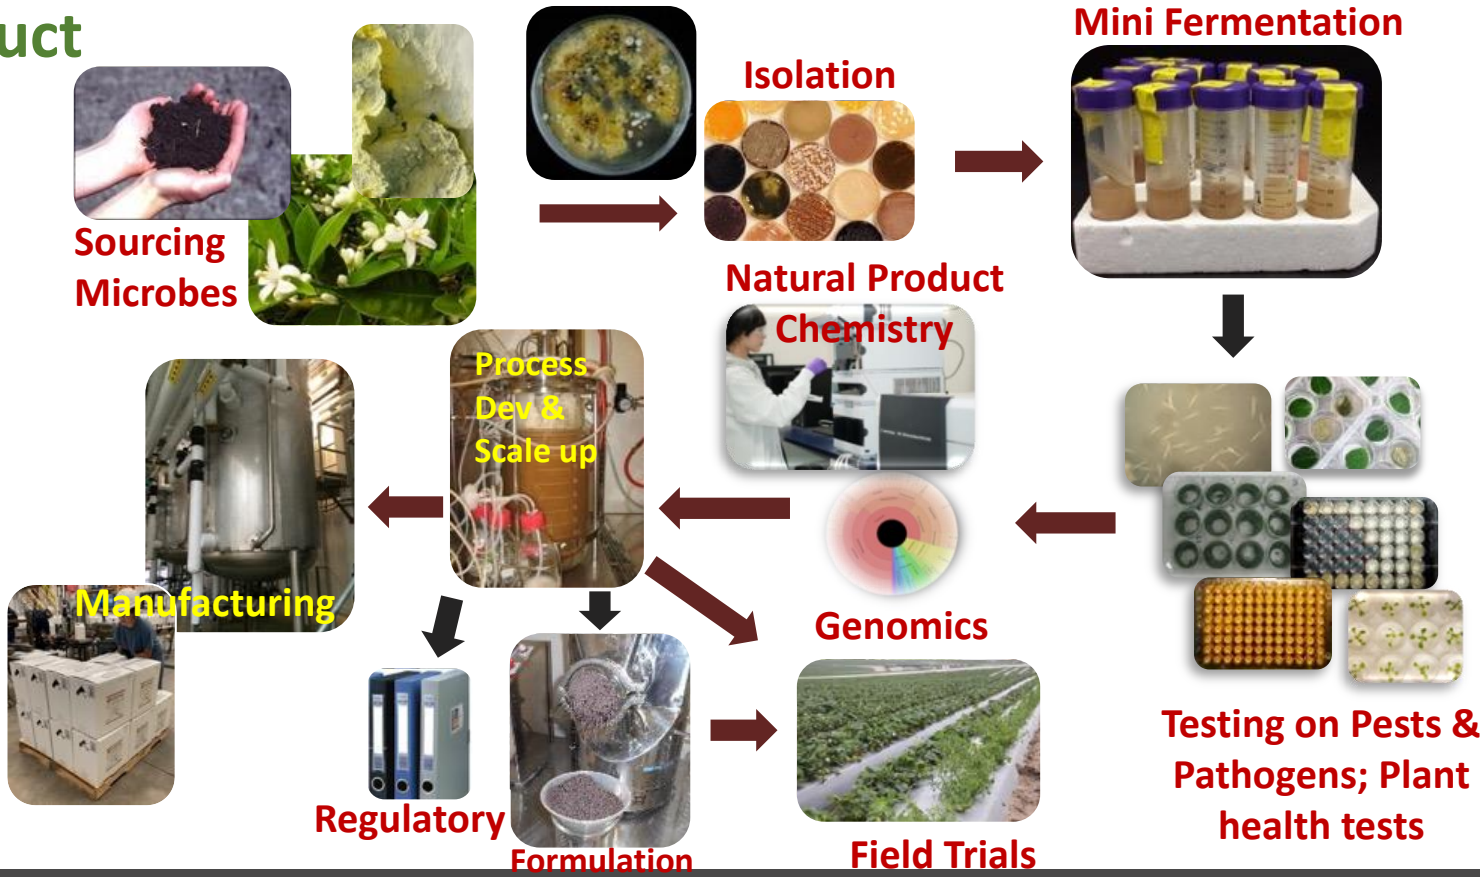 uct
Mini Fermentation
Isolation
Sourcing
Microbes
Natural Product
Chemistry
Process
Dev &
Scale up
Manufacturing
Genomics
Testing on Pests &
Pathogens; Plant
health tests
Regulatory
Formulation
Field Trials